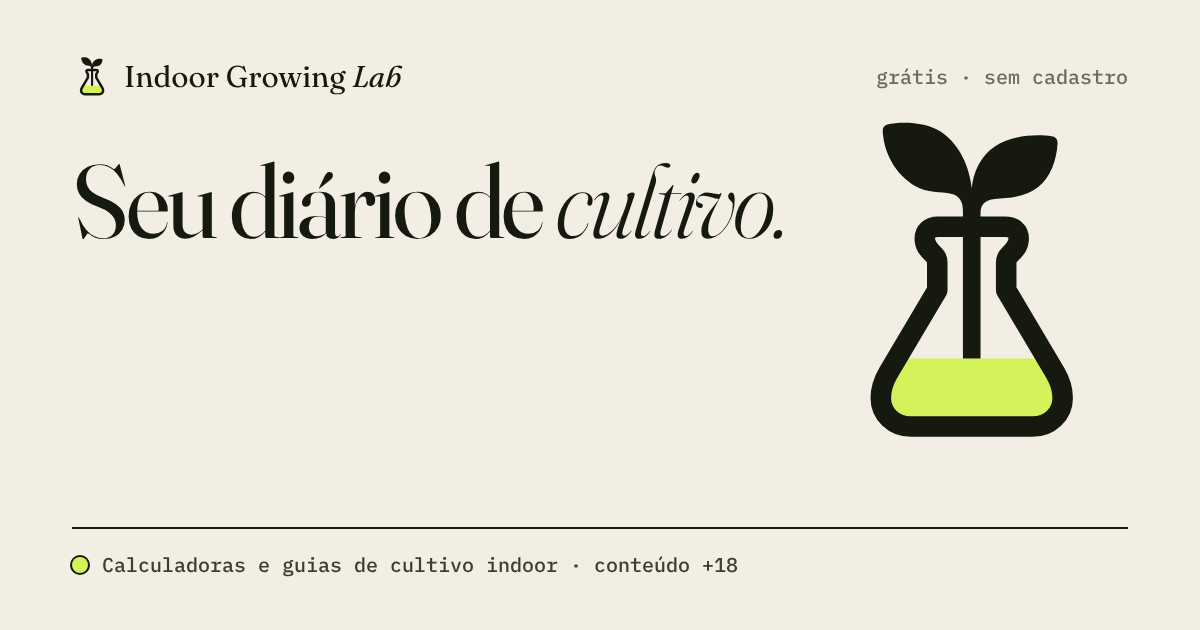 Indoor Growing Lab
grátis · sem cadastro
Seu diário de cultivo.
Calculadoras e guias de cultivo indoor · conteúdo +18